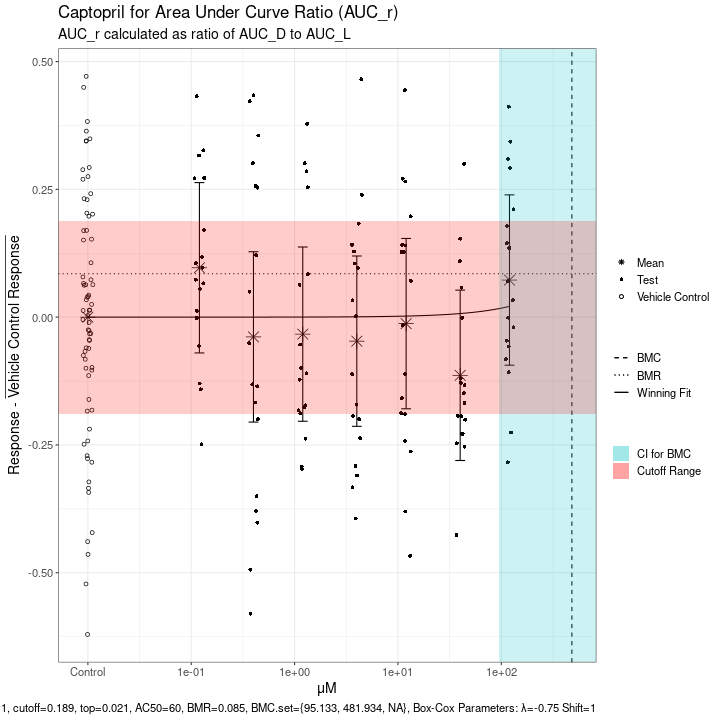 Captopril for Area Under Curve Ratio (AUC_r)
AUC_r calculated as ratio of AUC_D to AUC_L
Response - Vehicle Control Response
0.50
0.25
0.00
-0.25
-0.50
Control
1e-01
1e+00
1e+01
1e+02
μM
Mean
Test
Vehicle Control
BMC
BMR
Winning Fit
CI for BMC
Cutoff Range
1, cutoff=0.189, top=0.021, AC50=60, BMR=0.085, BMC.set={95.133, 481.934, NA}, Box-Cox Parameters: λ=-0.75 Shift=1